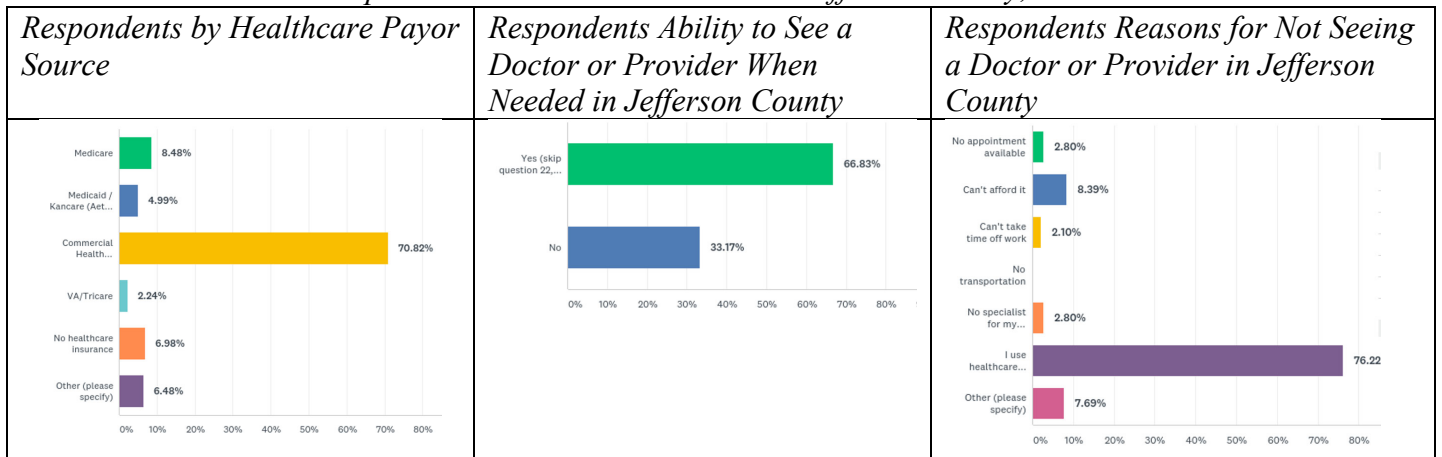 Respondents by Healthcare Payor
Source
Respondents Ability to See a
Doctor or Provider When
Needed in Jefferson County
Respondents Reasons for Not Seeing
a Doctor or Provider in Jefferson
County
Medicare
8.48%
Medicaid /
Kancare (Aet...
4.99%
Commercial
Health...
70.82%
VA/Tricare
2.24%
No healthcare
insurance
6.98%
Other (please
specify)
6.48%
0% 10% 20% 30% 40% 50% 60% 70% 80%
Yes (skip
question 22,...
66.83%
No
33.17%
0% 10% 20% 30% 40% 50% 60% 70% 80%
No appointment
available
2.80%
Can't afford it
8.39%
Can't take
time off work
2.10%
No
transportation
No specialist
for my...
2.80%
I use
healthcare...
76.22
Other (please
specify)
7.69%
0% 10% 20% 30% 40% 50% 60% 70% 80%